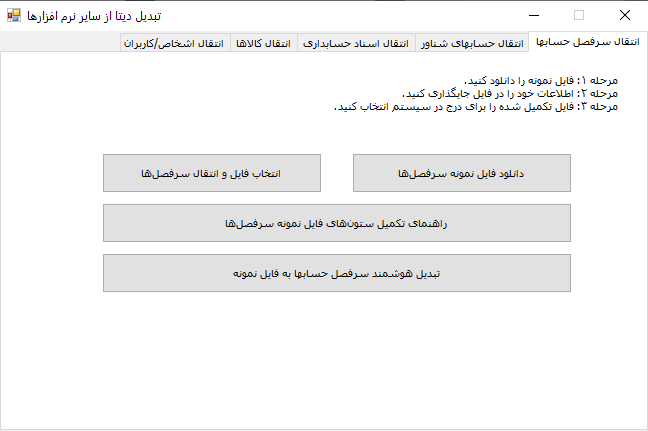 تبدیل دیتا از سایر نرم افزارها
انتقال سرفصل حسابها
انتقال حسابهای شناور
انتقال اسناد حسابداری
انتقال کالاها
انتقال اشخاص/کاربران
مرحله ۱: فایل نمونه را دانلود کنید.
مرحله ۲: اطلاعات خود را در فایل جایگذاری کنید.
مرحله ۳: فایل تکمیل شده را برای درج در سیستم انتخاب کنید.
دانلود فایل نمونه سرفصل‌ها
انتخاب فایل و انتقال سرفصل‌ها
راهنمای تکمیل ستون‌های فایل نمونه سرفصل‌ها
تبدیل هوشمند سرفصل حسابها به فایل نمونه